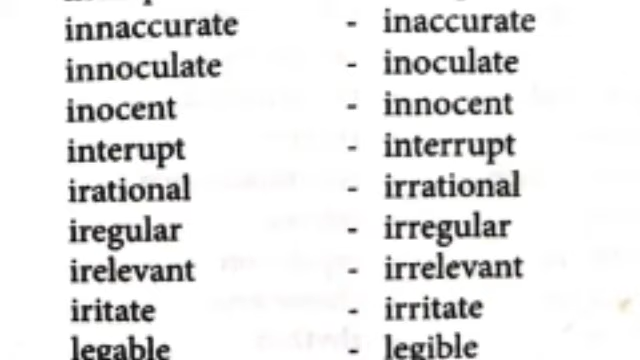 innaccurate - inaccurate
innoculate - inoculate
inocent - innocent
interupt - interrupt
irational - irrational
iregular - irregular
irelevant - irrelevant
iritate - irritate
legable - legible